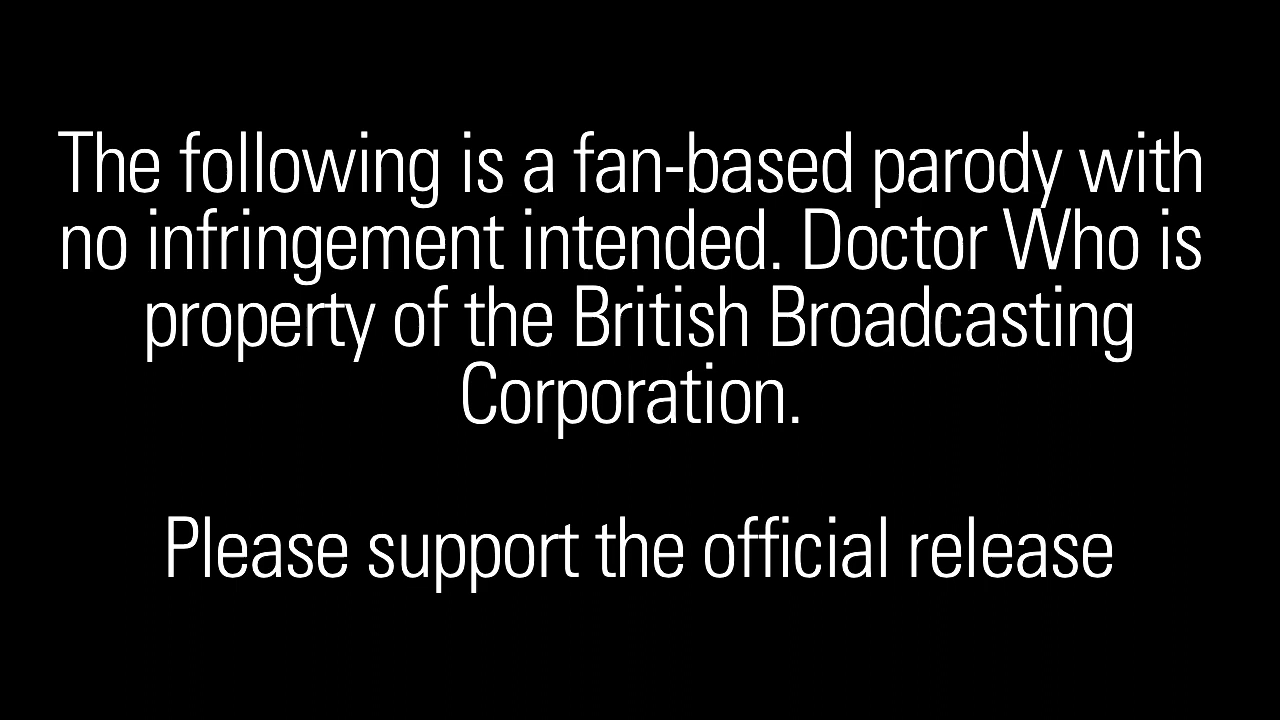 The following is a fan-based parody with
no infringement intended. Doctor Who is
property of the British Broadcasting
Corporation.
Please support the official release